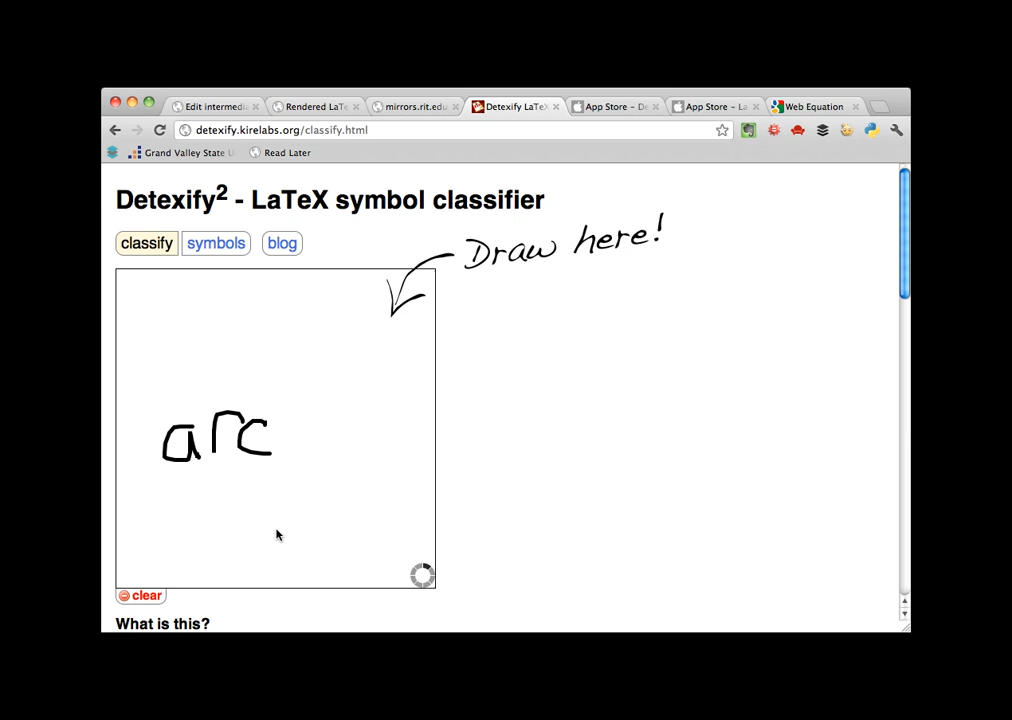 Edit intermedi
Rendered LaTe
mirrors.rit.edu
Detexify LaTeX
App Store - De
App Store - La
Web Equation
detexify.kirelabs.org/classify.html
Grand Valley State U
Read Later
Detexify2 - LaTeX symbol classifier
classify symbols blog
Draw here!
arc
clear
What is this?